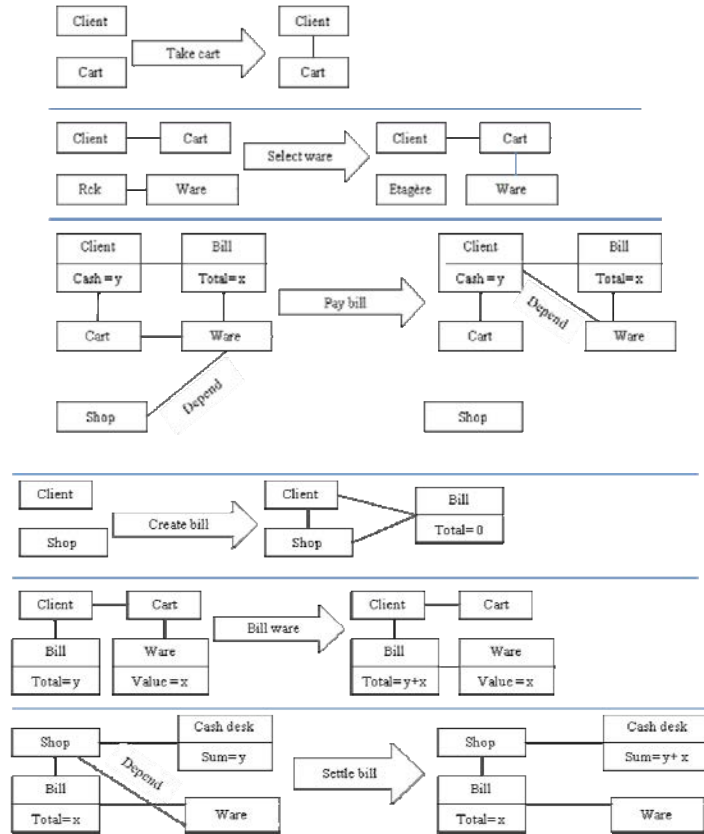 Client Client
Take cart
Cart Cart
Client Cart Client Cart
Select ware
Rck Ware Etagère Ware
Client Bill Client Bill
Cash = y Total= x Cash = y Total= x
Pay bill
Depend
Cart Ware Cart Ware
Depend
Shop Shop
Client Client Bill
Create bill
Shop Shop Total= 0
Client Cart Client Cart
Bill ware
Bill Ware Bill Ware
Total= y Value = x Total= y+x Value = x
Cash desk Cash desk
Shop Shop
Depend Sum= y Sum= y+ x
Settle bill
Bill Bill
Total= x Ware Total= x Ware